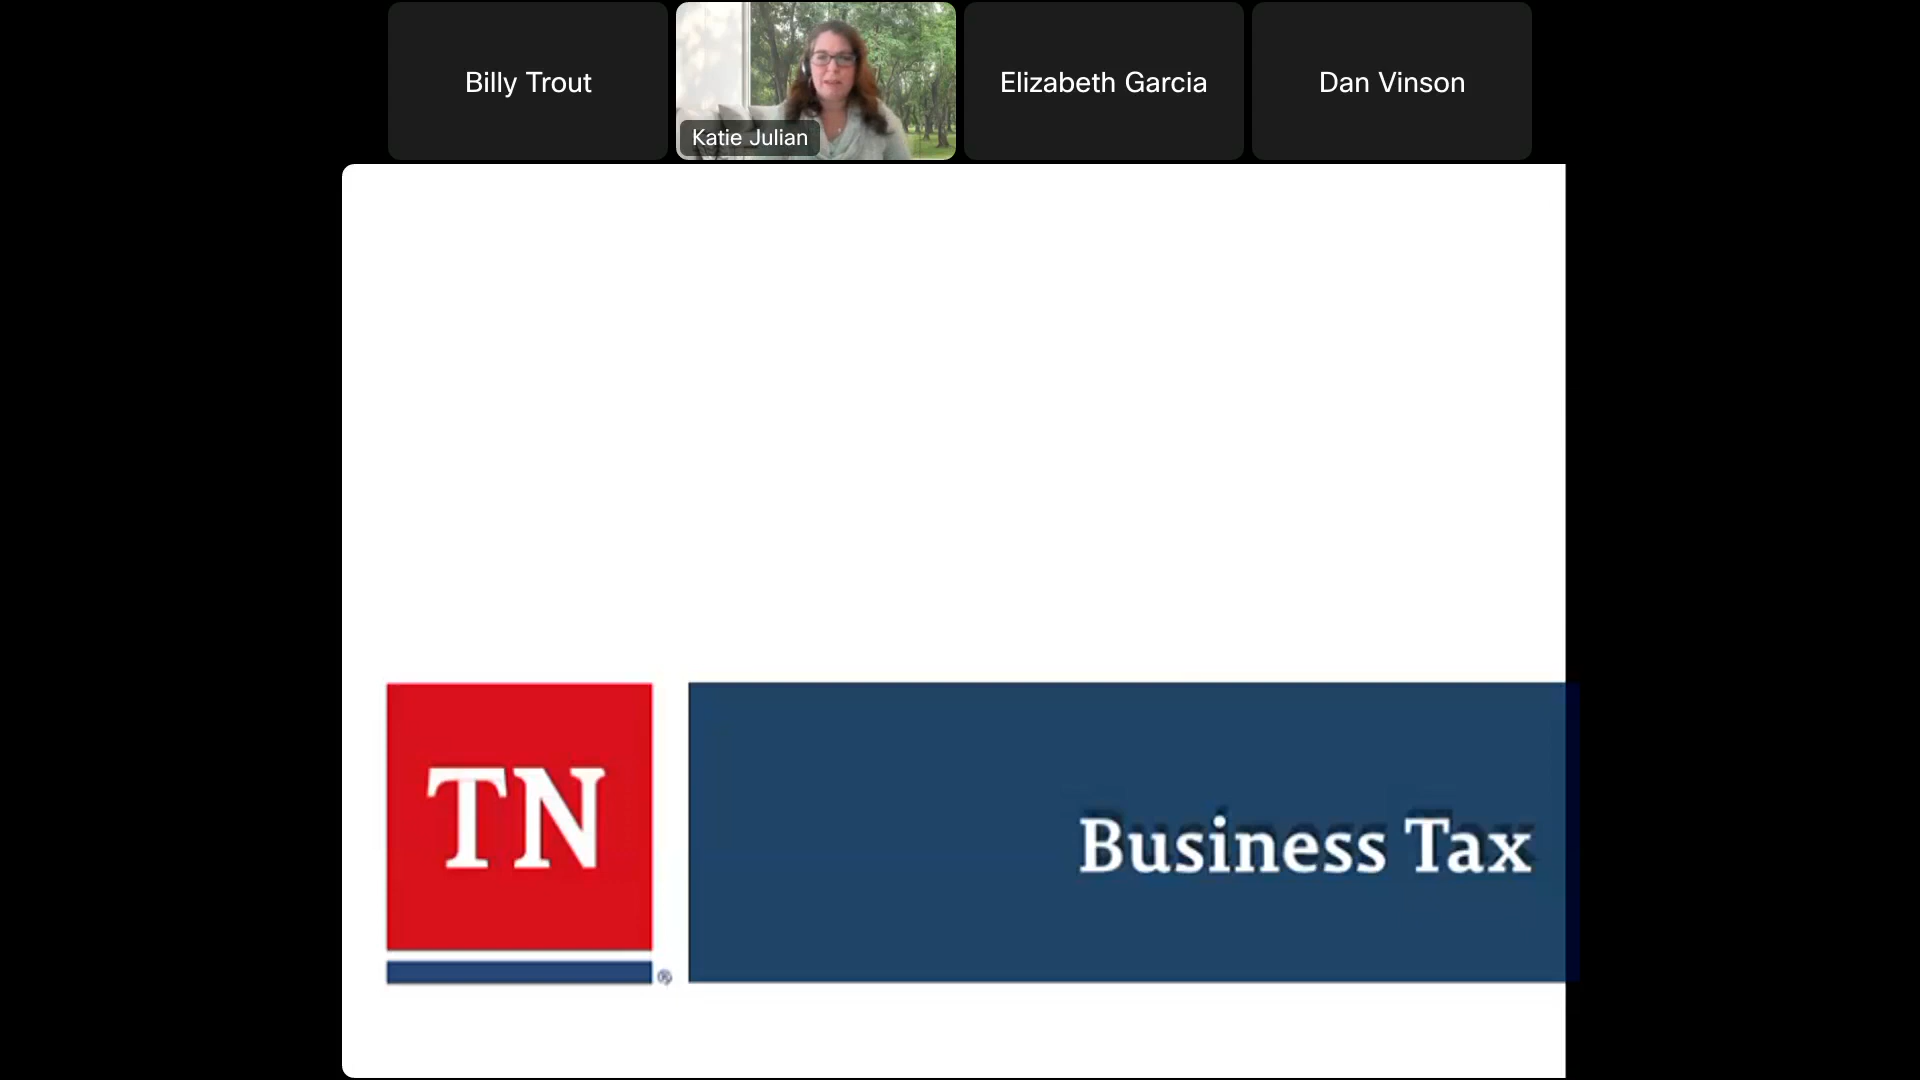 Billy Trout
Katie Julian
Elizabeth Garcia
Dan Vinson
TN
®
Business Tax